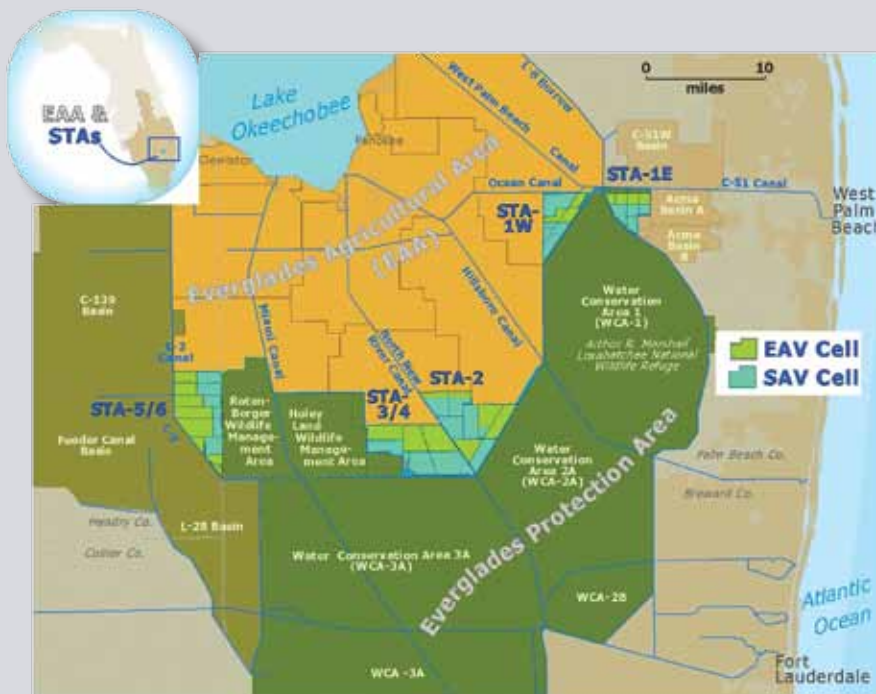 EAA &
STAs
Lake
Okeechobee
Clewiston
Pahokee
West Palm Beach
Canal
L-8 Borrow
0 10
miles
C-51W
Basin
STA-1E
Ocean Canal
C-51 Canal
West
Palm
Beach
STA-
1W
Acme
Basin A
Acme
Basin B
Everglades Agricultural Area
(EAA)
Hillsboro Canal
Miami Canal
North New
River Canal
Water
Conservation
Area 1
(WCA-1)
Arthur R. Marshall
Loxahatchee National
Wildlife Refuge
C-139
Basin
L-2
Canal
EAV Cell
SAV Cell
STA-2
STA-
3/4
STA-5/6
L-3
Feeder Canal
Basin
Wildlife
Manage-
ment
Area
Land
Wildlife
Manage-
ment Area
Water
Conservation
Area 2A
(WCA-2A)
Palm Beach Co.
Broward Co.
Everglades Protection Area
Hendry Co.
Collier Co.
L-28 Basin
Water Conservation Area 3A
(WCA-3A)
WCA-2B
WCA-3A
Atlantic
Ocean
Fort
Lauderdale